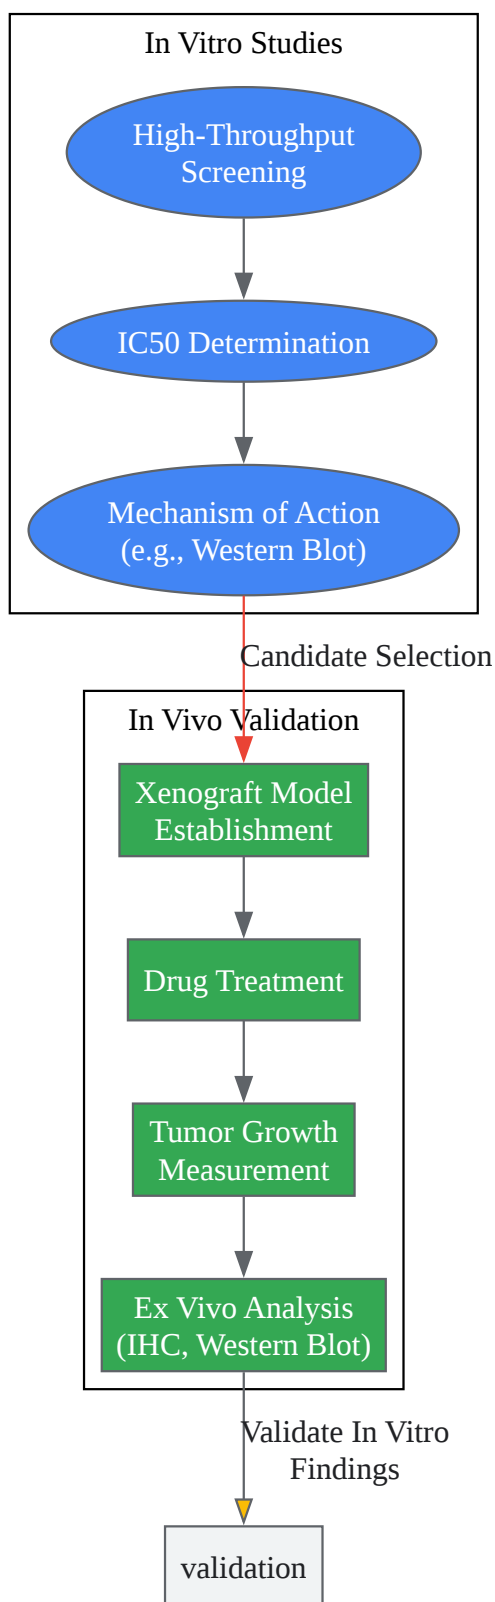 In Vitro Studies
High-Throughput
Screening
IC50 Determination
Mechanism of Action
(e.g., Western Blot)
Candidate Selection
In Vivo Validation
Xenograft Model
Establishment
Drug Treatment
Tumor Growth
Measurement
Ex Vivo Analysis
(IHC, Western Blot)
Validate In Vitro
Findings
validation